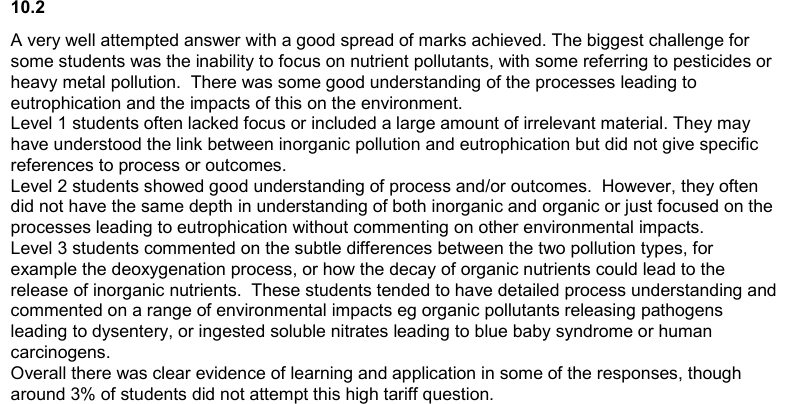 10.2
A very well attempted answer with a good spread of marks achieved. The biggest challenge for
some students was the inability to focus on nutrient pollutants, with some referring to pesticides or
heavy metal pollution.  There was some good understanding of the processes leading to
eutrophication and the impacts of this on the environment.
Level 1 students often lacked focus or included a large amount of irrelevant material. They may
have understood the link between inorganic pollution and eutrophication but did not give specific
references to process or outcomes.
Level 2 students showed good understanding of process and/or outcomes.  However, they often
did not have the same depth in understanding of both inorganic and organic or just focused on the
processes leading to eutrophication without commenting on other environmental impacts.
Level 3 students commented on the subtle differences between the two pollution types, for
example the deoxygenation process, or how the decay of organic nutrients could lead to the
release of inorganic nutrients.  These students tended to have detailed process understanding and
commented on a range of environmental impacts eg organic pollutants releasing pathogens
leading to dysentery, or ingested soluble nitrates leading to blue baby syndrome or human
carcinogens.
Overall there was clear evidence of learning and application in some of the responses, though
around 3% of students did not attempt this high tariff question.